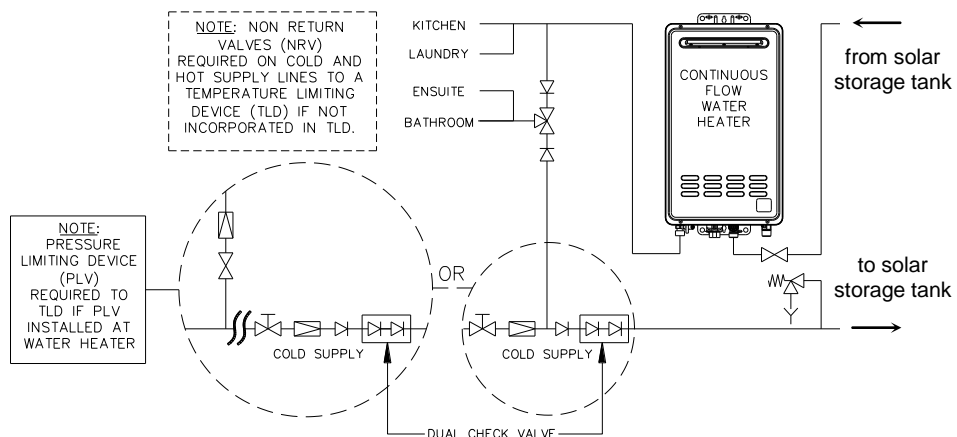 NOTE: NON RETURN
VALVES (NRV)
REQUIRED ON COLD AND
HOT SUPPLY LINES TO A
TEMPERATURE LIMITING
DEVICE (TLD) IF NOT
INCORPORATED IN TLD.
KITCHEN
LAUNDRY
ENSUITE
BATHROOM
CONTINUOUS
FLOW
WATER
HEATER
from solar
storage tank
to solar
storage tank
NOTE:
PRESSURE
LIMITING DEVICE
(PLV)
REQUIRED TO
TLD IF PLV
INSTALLED AT
WATER HEATER
OR
COLD SUPPLY
COLD SUPPLY
DUAL CHECK VALVE